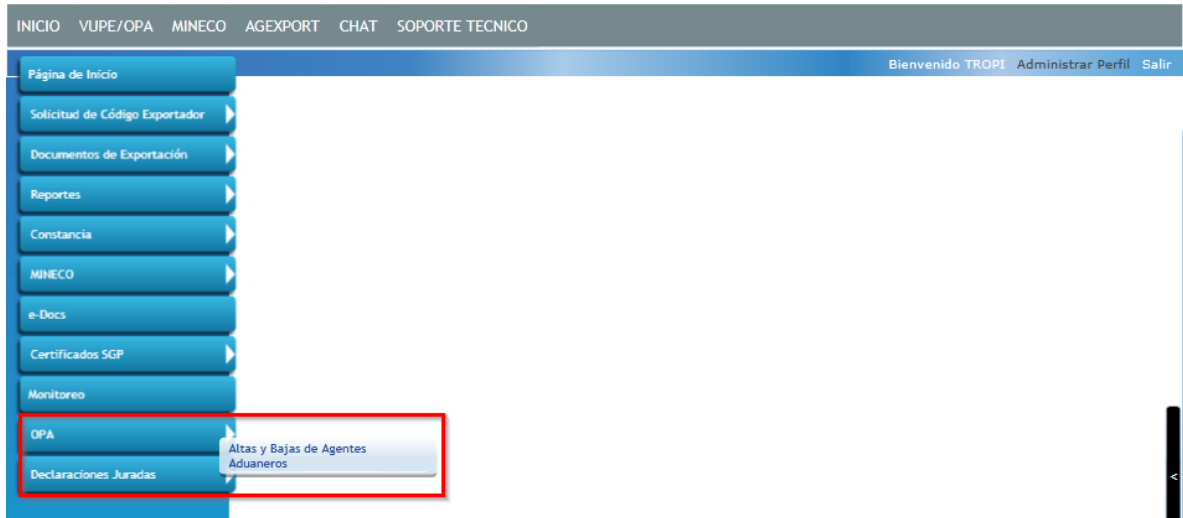 INICIO VUPE/OPA MINECO AGEXPORT CHAT SOPORTE TECNICO
Bienvenido TROPI Administrar Perfil Salir
Página de Inicio
Solicitud de Código Exportador
Documentos de Exportación
Reportes
Constancia
MINECO
e-Docs
Certificados SGP
Monitoreo
OPA
Altas y Bajas de Agentes
Aduaneros
Declaraciones Juradas
<